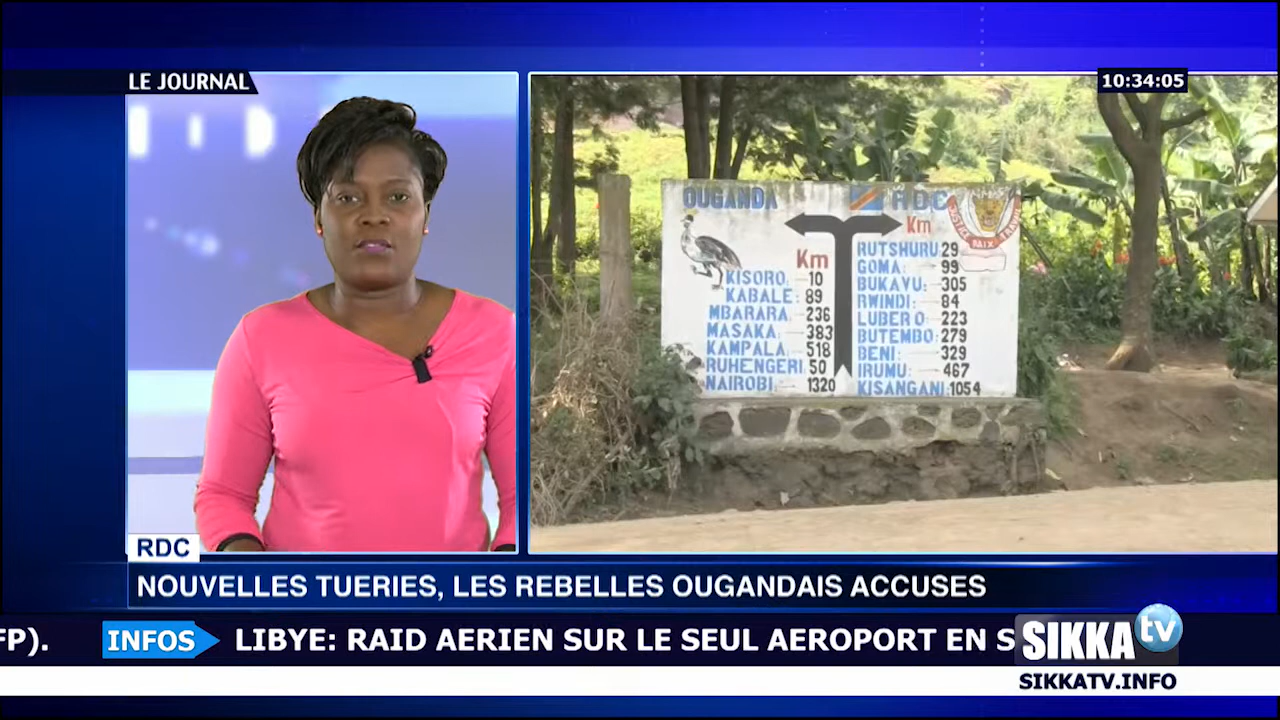 LE JOURNAL
10:34:05
OUGANDA
RDC
Km
JUSTICE PAIX TRAVAIL
Km
KISORO: 10
KABALE: 89
MBARARA: 236
MASAKA: 383
KAMPALA: 518
RUHENGERI: 50
NAIROBI: 1320
RUTSHURU 29
GOMA: 99
BUKAVU: 305
RWINDI: 84
LUBERO: 223
BUTEMBO: 279
BENI: 329
IRUMU: 467
KISANGANI: 1054
RDC
NOUVELLES TUERIES, LES REBELLES OUGANDAIS ACCUSES
FP).
INFOS
LIBYE: RAID AERIEN SUR LE SEUL AEROPORT EN S
SIKKA tv
SIKKATV.INFO